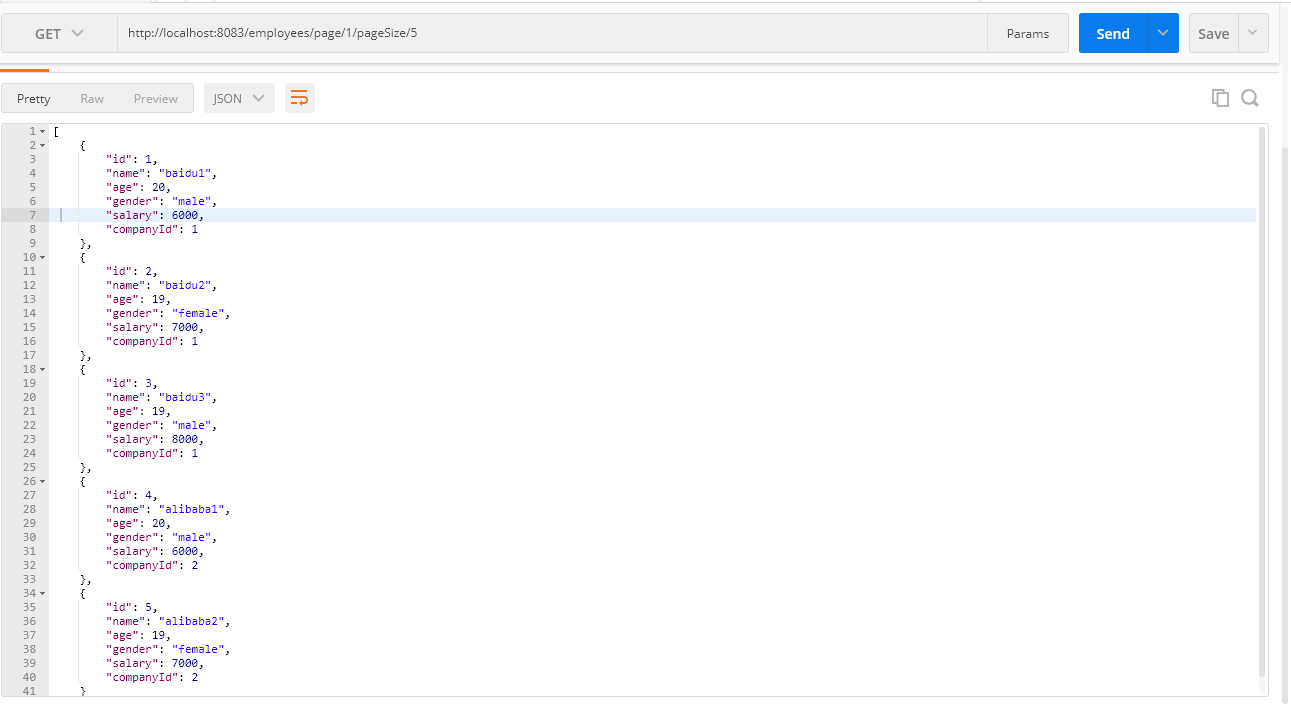 GET http://localhost:8083/employees/page/1/pageSize/5 Params Send Save
Pretty Raw Preview JSON
1 [
2 {
3 "id": 1,
4 "name": "baidu1",
5 "age": 20,
6 "gender": "male",
7 "salary": 6000,
8 "companyId": 1
9 },
10 {
11 "id": 2,
12 "name": "baidu2",
13 "age": 19,
14 "gender": "female",
15 "salary": 7000,
16 "companyId": 1
17 },
18 {
19 "id": 3,
20 "name": "baidu3",
21 "age": 19,
22 "gender": "male",
23 "salary": 8000,
24 "companyId": 1
25 },
26 {
27 "id": 4,
28 "name": "alibaba1",
29 "age": 20,
30 "gender": "male",
31 "salary": 6000,
32 "companyId": 2
33 },
34 {
35 "id": 5,
36 "name": "alibaba2",
37 "age": 19,
38 "gender": "female",
39 "salary": 7000,
40 "companyId": 2
41 }